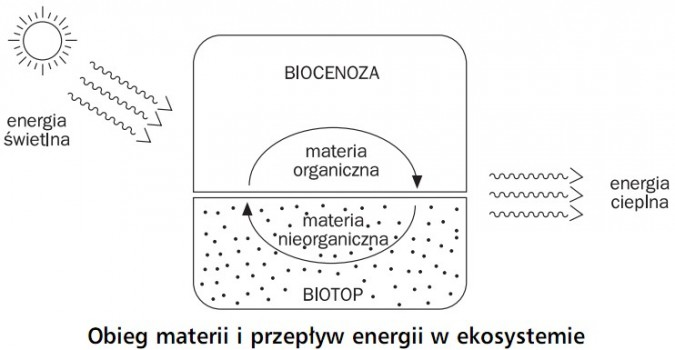 BIOCENOZA
energia
świetlna
materia
organiczna
energia
cieplna
materia
nieorganiczna
BIOTOP
Obieg materii i przepływ energii w ekosystemie